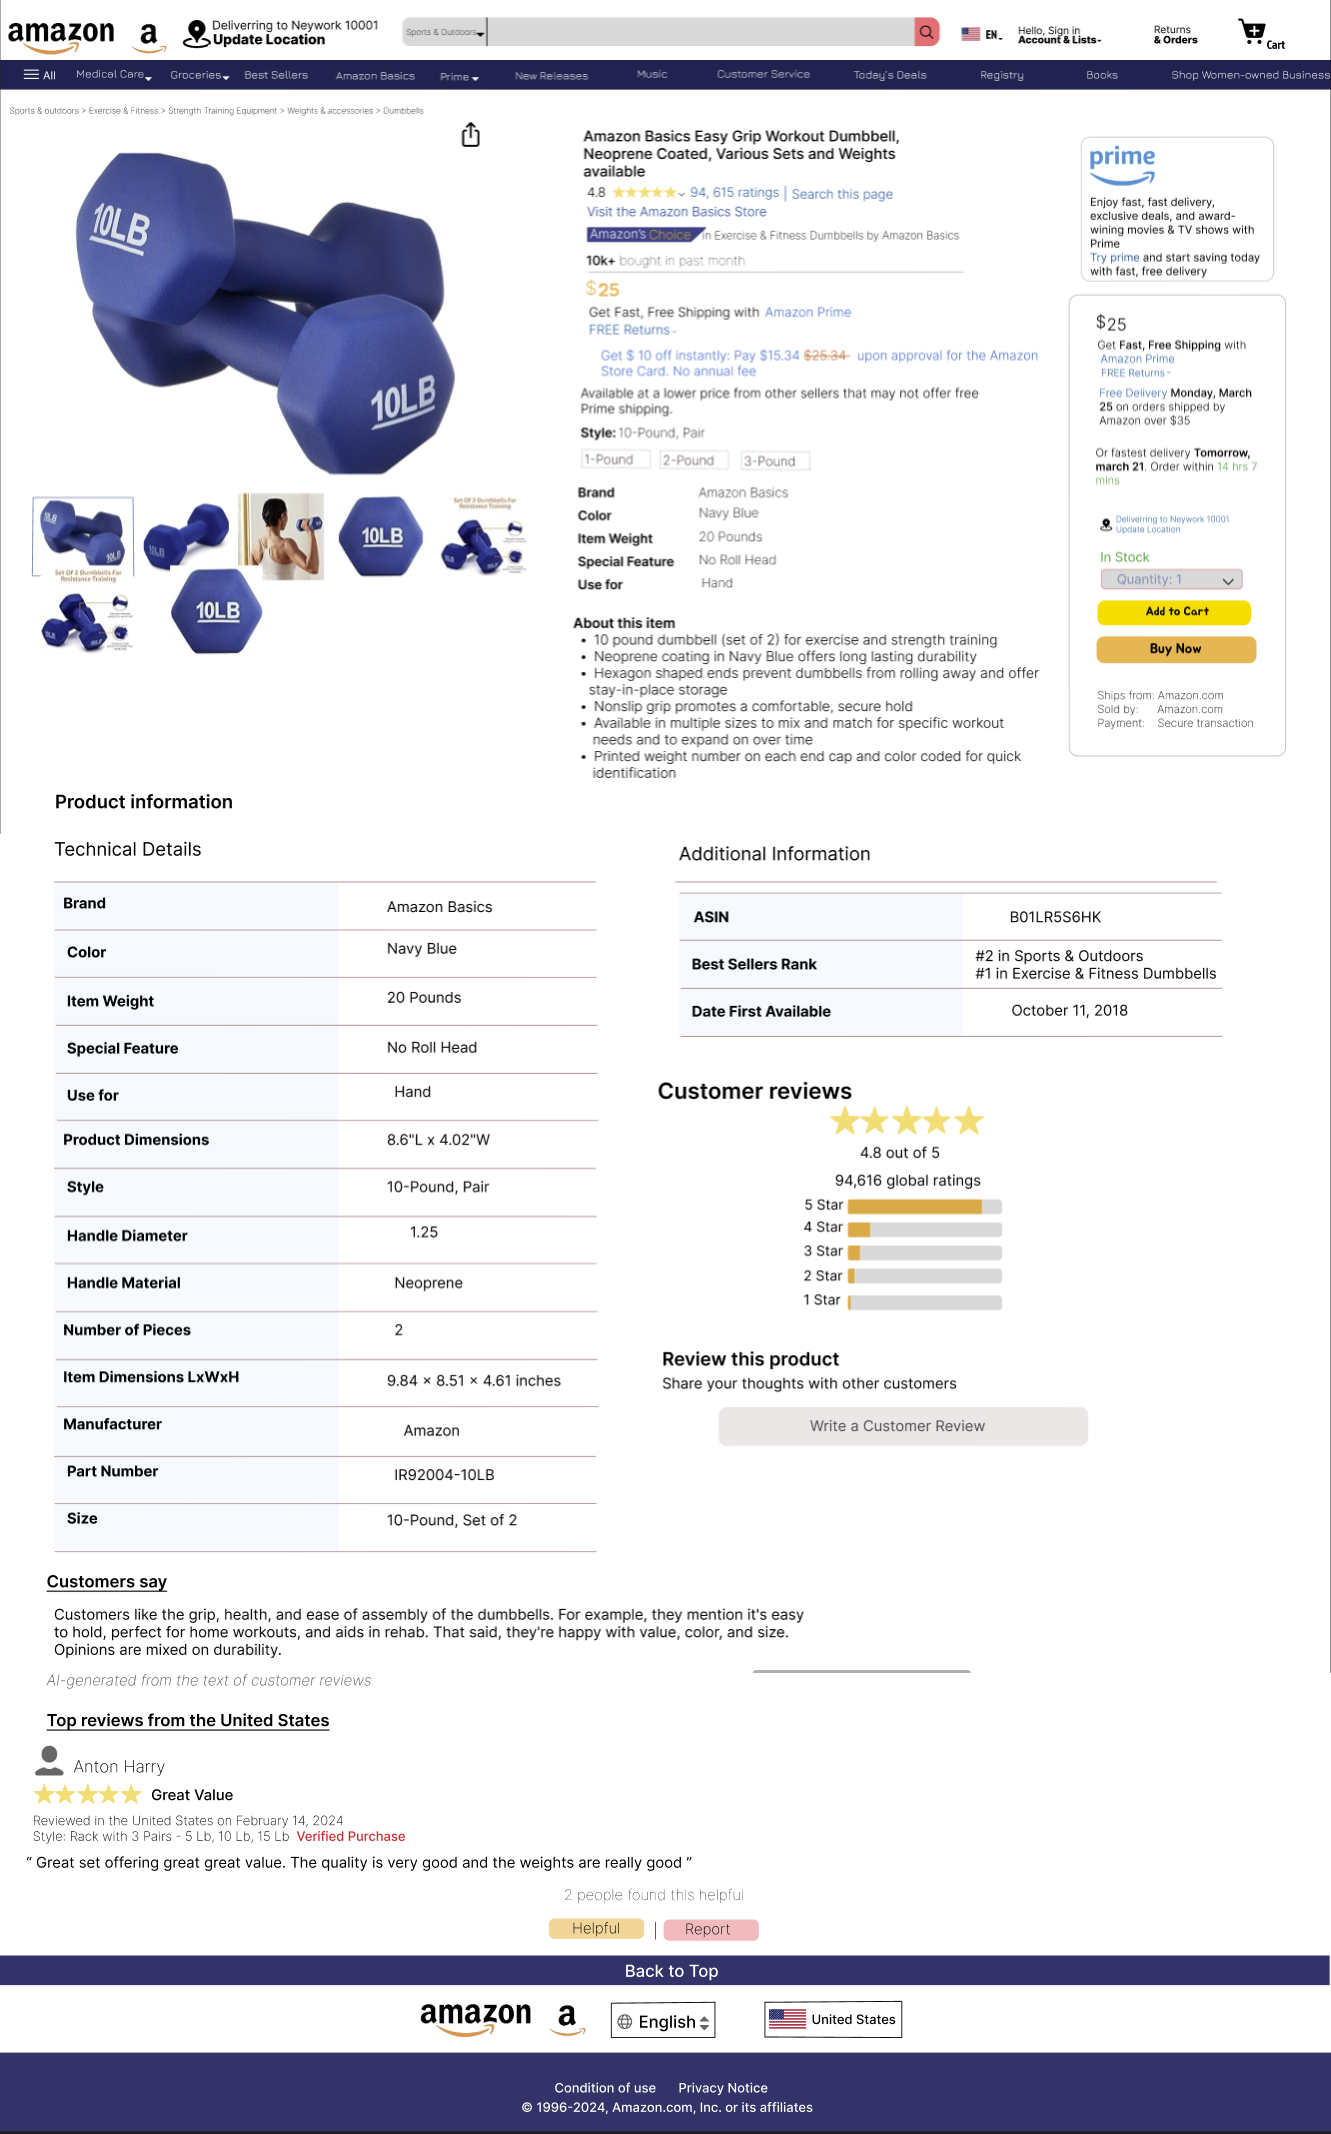 amazon a Deliverring to Neywork 10001
Update Location
Sports & Outdoors
EN
Hello, Sign in
Account & Lists
Returns
& Orders
Cart
All Medical Care Groceries Best Sellers Amazon Basics Prime New Releases Music Customer Service Today's Deals Registry Books Shop Women-owned Business
Sports & outdoors > Exercise & Fitness > Strength Training Equipment > Weights & accessories > Dumbbells
10LB
10LB
10LB
10LB
10LB
10LB
Set Of 2 Dumbbells For
Resistance Training
Set Of 2 Dumbbells For
Resistance Training
10LB
Amazon Basics Easy Grip Workout Dumbbell,
Neoprene Coated, Various Sets and Weights
available
4.8 94, 615 ratings | Search this page
Visit the Amazon Basics Store
Amazon's Choice in Exercise & Fitness Dumbbells by Amazon Basics
10k+ bought in past month
$25
Get Fast, Free Shipping with Amazon Prime
FREE Returns -
Get $ 10 off instantly: Pay $15.34 $25.34 upon approval for the Amazon
Store Card. No annual fee
Available at a lower price from other sellers that may not offer free
Prime shipping.
Style: 10-Pound, Pair
1-Pound 2-Pound 3-Pound
Brand Amazon Basics
Color Navy Blue
Item Weight 20 Pounds
Special Feature No Roll Head
Use for Hand
About this item
• 10 pound dumbbell (set of 2) for exercise and strength training
• Neoprene coating in Navy Blue offers long lasting durability
• Hexagon shaped ends prevent dumbbells from rolling away and offer
stay-in-place storage
• Nonslip grip promotes a comfortable, secure hold
• Available in multiple sizes to mix and match for specific workout
needs and to expand on over time
• Printed weight number on each end cap and color coded for quick
identification
prime
Enjoy fast, fast delivery,
exclusive deals, and award-
wining movies & TV shows with
Prime
Try prime and start saving today
with fast, free delivery
$25
Get Fast, Free Shipping with
Amazon Prime
FREE Returns -
Free Delivery Monday, March
25 on orders shipped by
Amazon over $35
Or fastest delivery Tomorrow,
march 21. Order within 14 hrs 7
mins
Deliverring to Neywork 10001
Update Location
In Stock
Quantity: 1
Add to Cart
Buy Now
Ships from: Amazon.com
Sold by: Amazon.com
Payment: Secure transaction
Product information
Technical Details
Brand Amazon Basics
Color Navy Blue
Item Weight 20 Pounds
Special Feature No Roll Head
Use for Hand
Product Dimensions 8.6"L x 4.02"W
Style 10-Pound, Pair
Handle Diameter 1.25
Handle Material Neoprene
Number of Pieces 2
Item Dimensions LxWxH 9.84 × 8.51 × 4.61 inches
Manufacturer Amazon
Part Number IR92004-10LB
Size 10-Pound, Set of 2
Additional Information
ASIN B01LR5S6HK
Best Sellers Rank #2 in Sports & Outdoors
#1 in Exercise & Fitness Dumbbells
Date First Available October 11, 2018
Customer reviews
4.8 out of 5
94,616 global ratings
5 Star
4 Star
3 Star
2 Star
1 Star
Review this product
Share your thoughts with other customers
Write a Customer Review
Customers say
Customers like the grip, health, and ease of assembly of the dumbbells. For example, they mention it's easy
to hold, perfect for home workouts, and aids in rehab. That said, they're happy with value, color, and size.
Opinions are mixed on durability.
AI-generated from the text of customer reviews
Top reviews from the United States
Anton Harry
Great Value
Reviewed in the United States on February 14, 2024
Style: Rack with 3 Pairs - 5 Lb, 10 Lb, 15 Lb Verified Purchase
“ Great set offering great great value. The quality is very good and the weights are really good ”
2 people found this helpful
Helpful | Report
Back to Top
amazon a English United States
Condition of use Privacy Notice
© 1996-2024, Amazon.com, Inc. or its affiliates